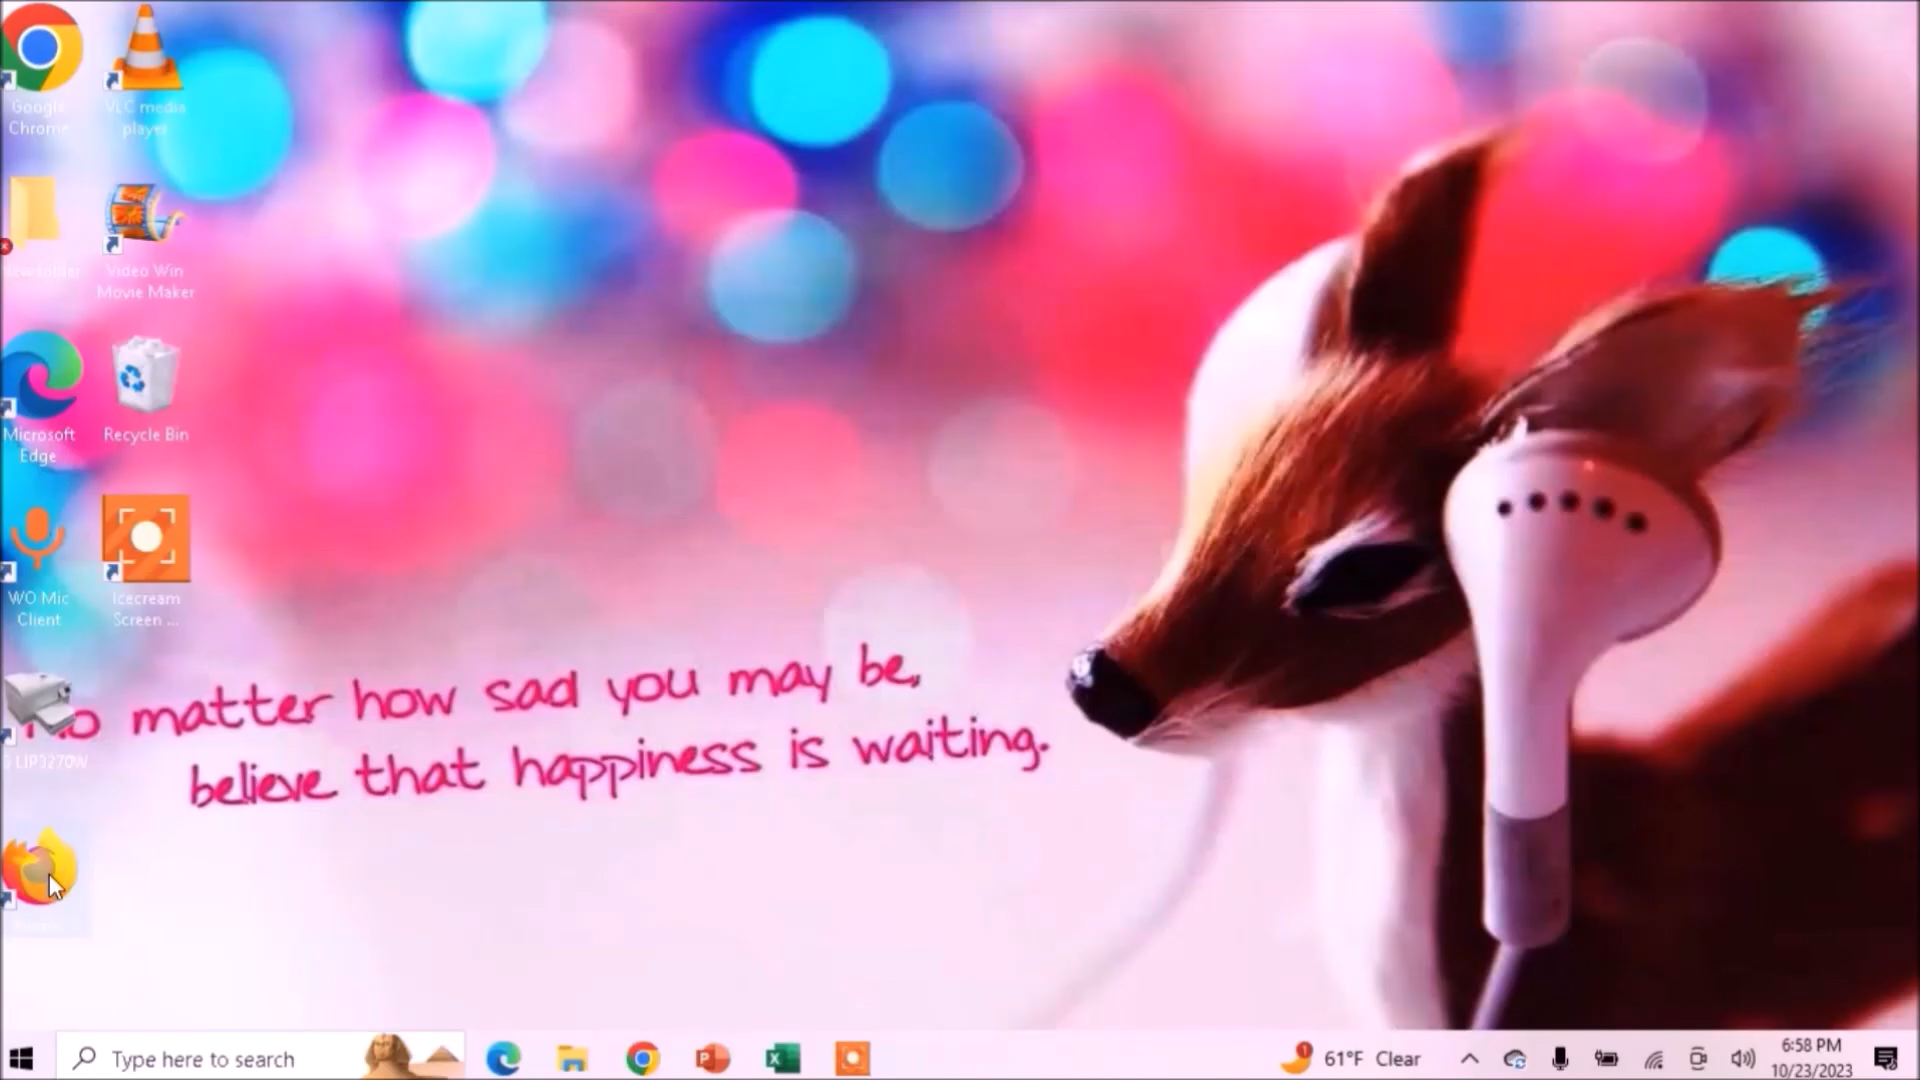 Google
Chrome
VLC media
player
Video Win
Movie Maker
Microsoft
Edge
Recycle Bin
WO Mic
Client
Icecream
Screen ...
LIP3270W
matter how sad you may be,
believe that happiness is waiting.
Type here to search
61°F Clear
6:58 PM
10/23/2023